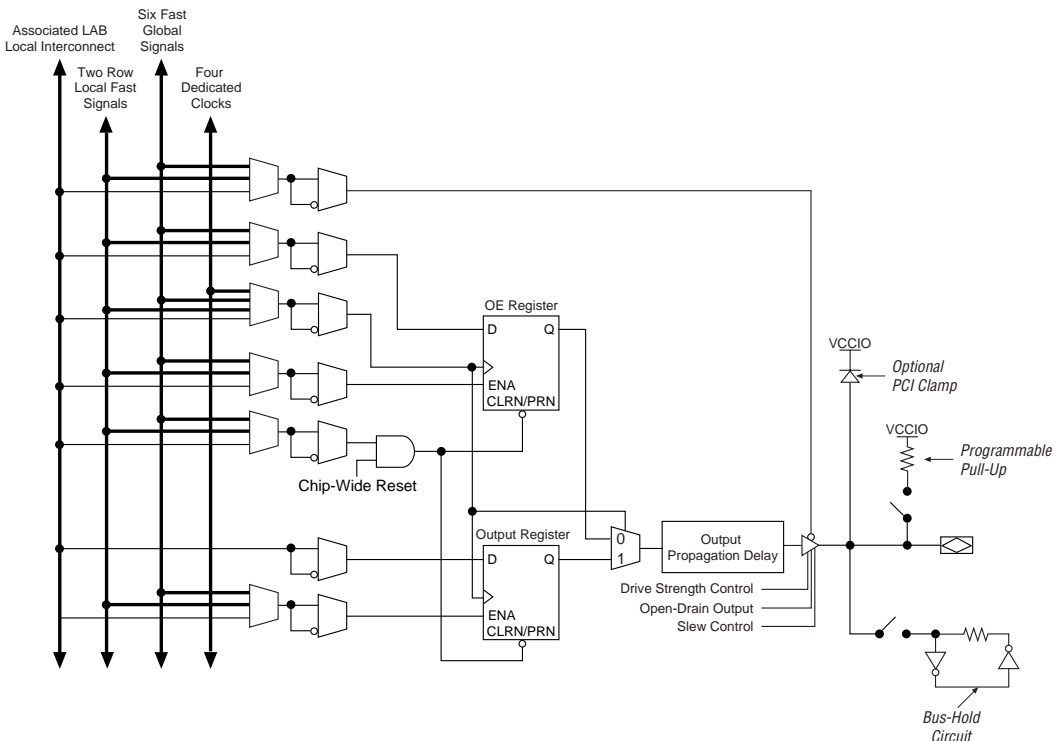 Associated LAB
Local Interconnect
Six Fast
Global
Signals
Two Row
Local Fast
Signals
Four
Dedicated
Clocks
OE Register
D
Q
ENA
CLRN/PRN
VCCIO
Optional
PCI Clamp
VCCIO
Programmable
Pull-Up
Chip-Wide Reset
Output Register
D
Q
ENA
CLRN/PRN
0
1
Output
Propagation Delay
Drive Strength Control
Open-Drain Output
Slew Control
Bus-Hold
Circuit